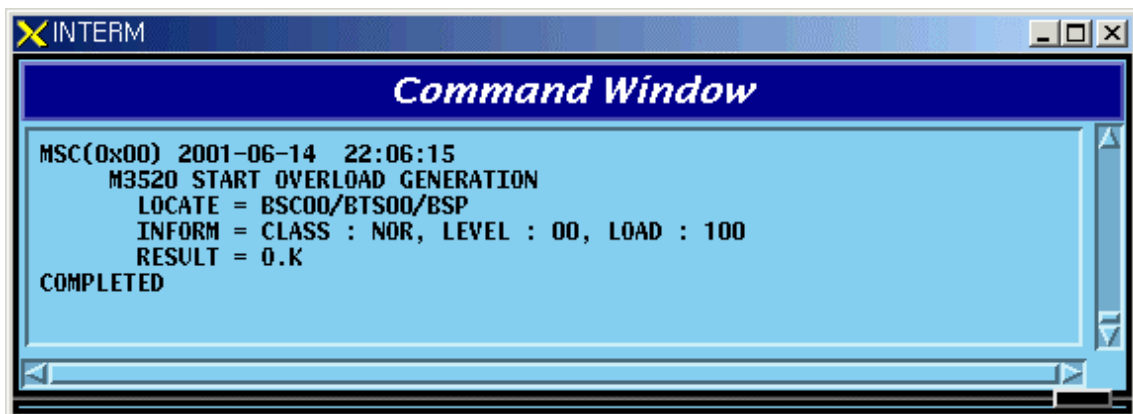 INTERM
Command Window
MSC(0x00) 2001-06-14 22:06:15
M3520 START OVERLOAD GENERATION
LOCATE = BSC00/BTS00/BSP
INFORM = CLASS : NOR, LEVEL : 00, LOAD : 100
RESULT = O.K
COMPLETED